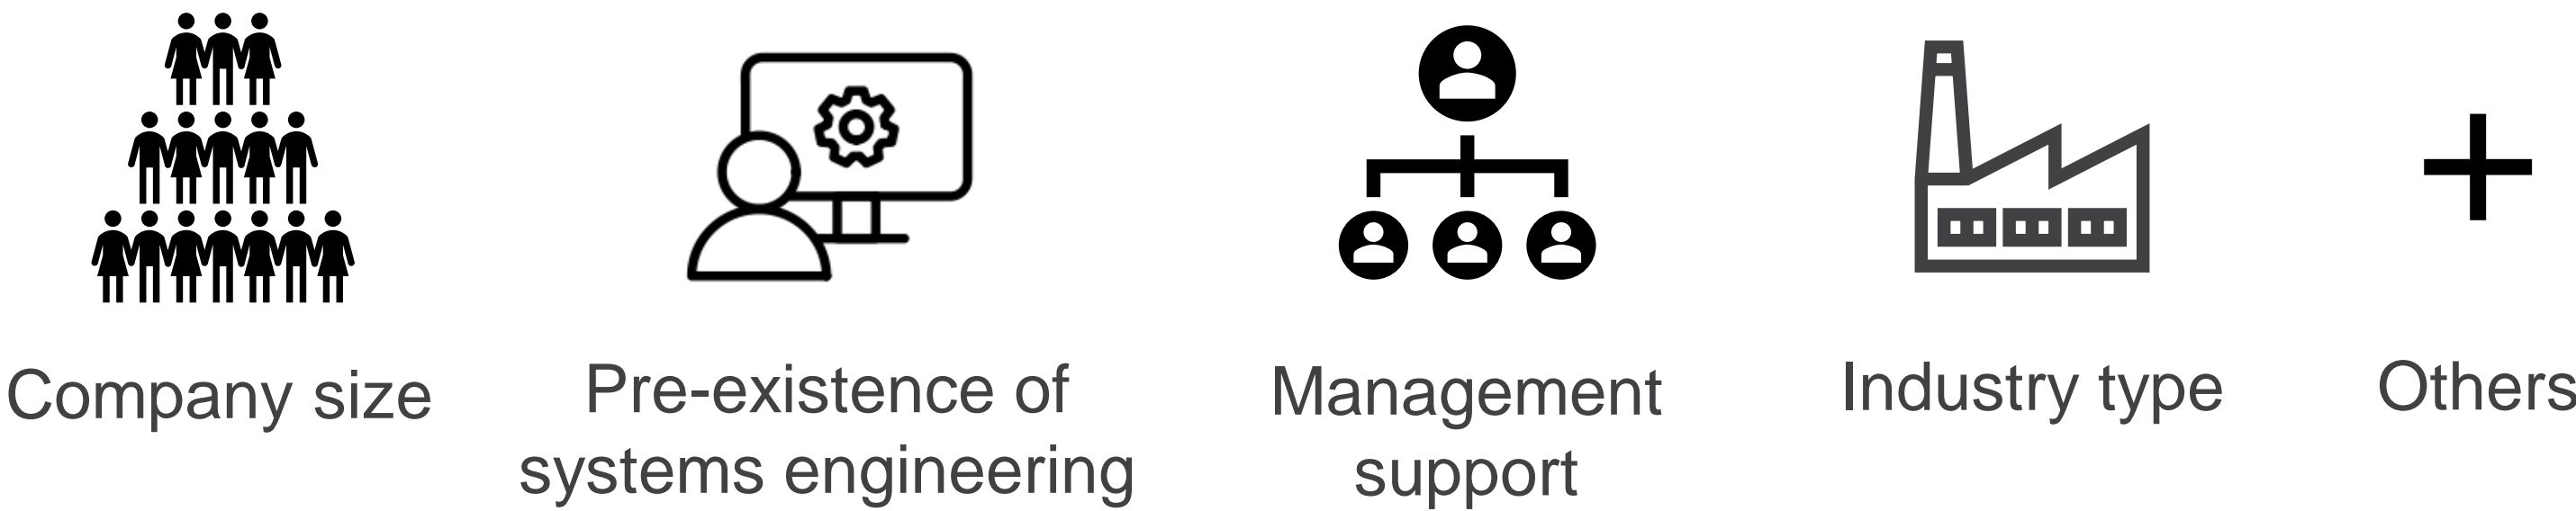 Company size
Pre-existence of
systems engineering
Management
support
Industry type
Others